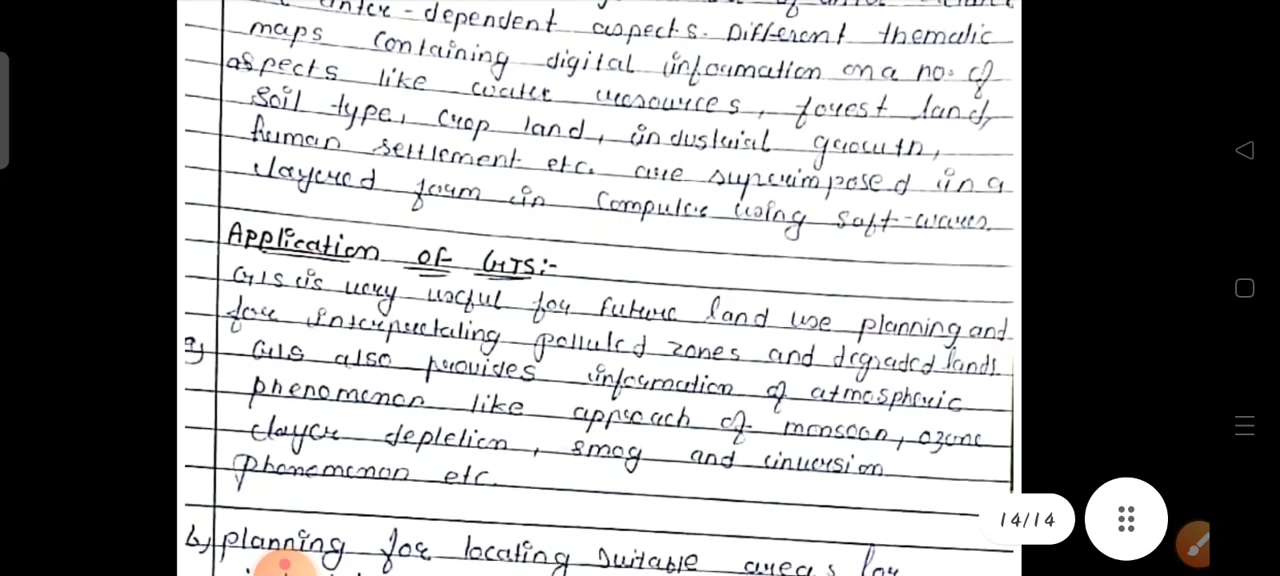 inter-dependent aspects. Different thematic
maps containing digital information on a no. of
aspects like water resources, forest land,
soil type, crop land, industrial growth,
human settlement etc. are superimposed in a
layered form in computer using soft-wares.
Application OF GIS:-
GIS is very useful for future land use planning and
for interpretating polluted zones and degraded lands.
a) GIS also provides information of atmospheric
phenomenon like approach of monsoon, ozone
layer depletion, smog and inversion
phenomenon etc.
14/14
b) planning for locating suitable areas for